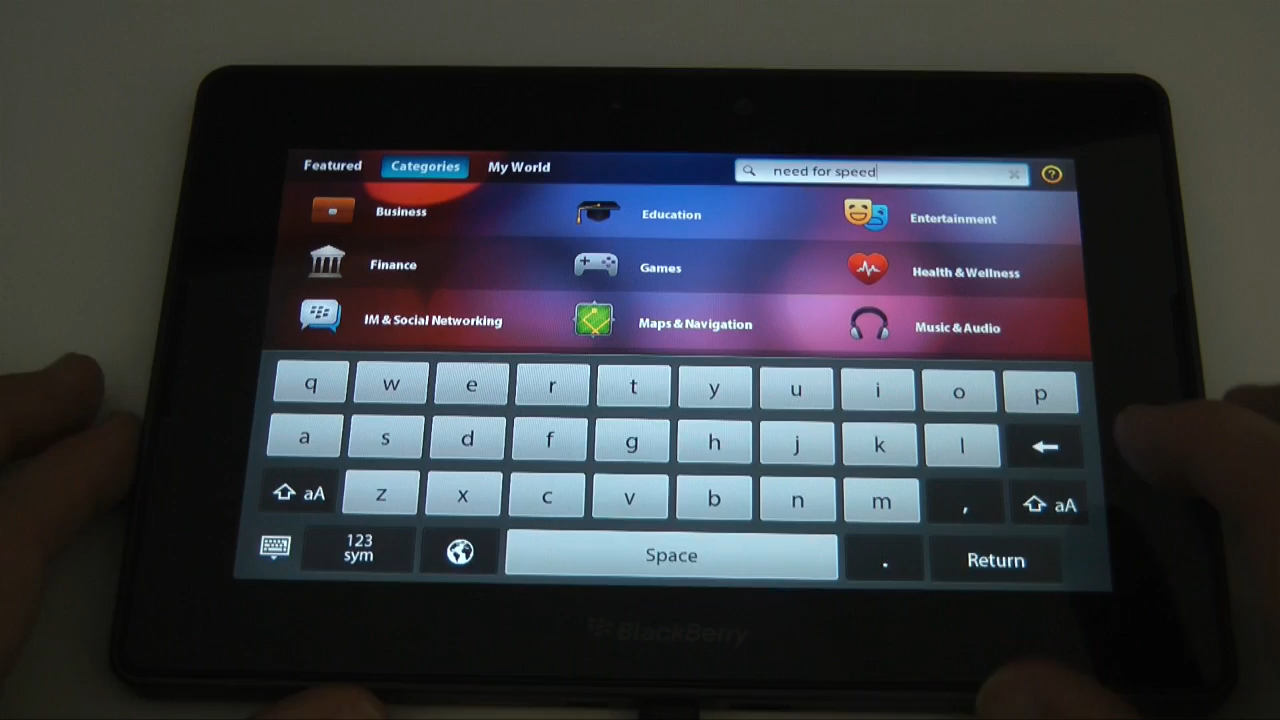 Featured Categories My World need for speed ?
Business Education Entertainment
Finance Games Health & Wellness
IM & Social Networking Maps & Navigation Music & Audio
q w e r t y u i o p
a s d f g h j k l
aA z x c v b n m , aA
123
sym Space . Return
BlackBerry